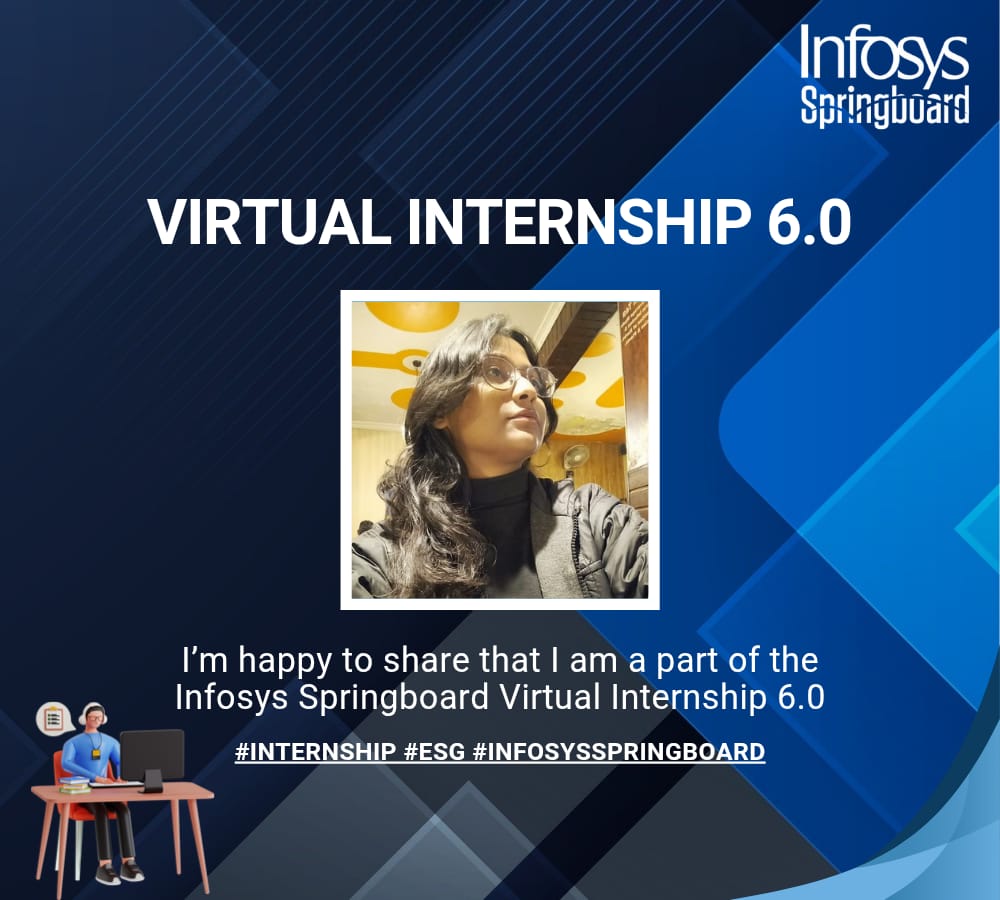 Infosys
Springboard
VIRTUAL INTERNSHIP 6.0
I’m happy to share that I am a part of the
Infosys Springboard Virtual Internship 6.0
#INTERNSHIP #ESG #INFOSYSSPRINGBOARD